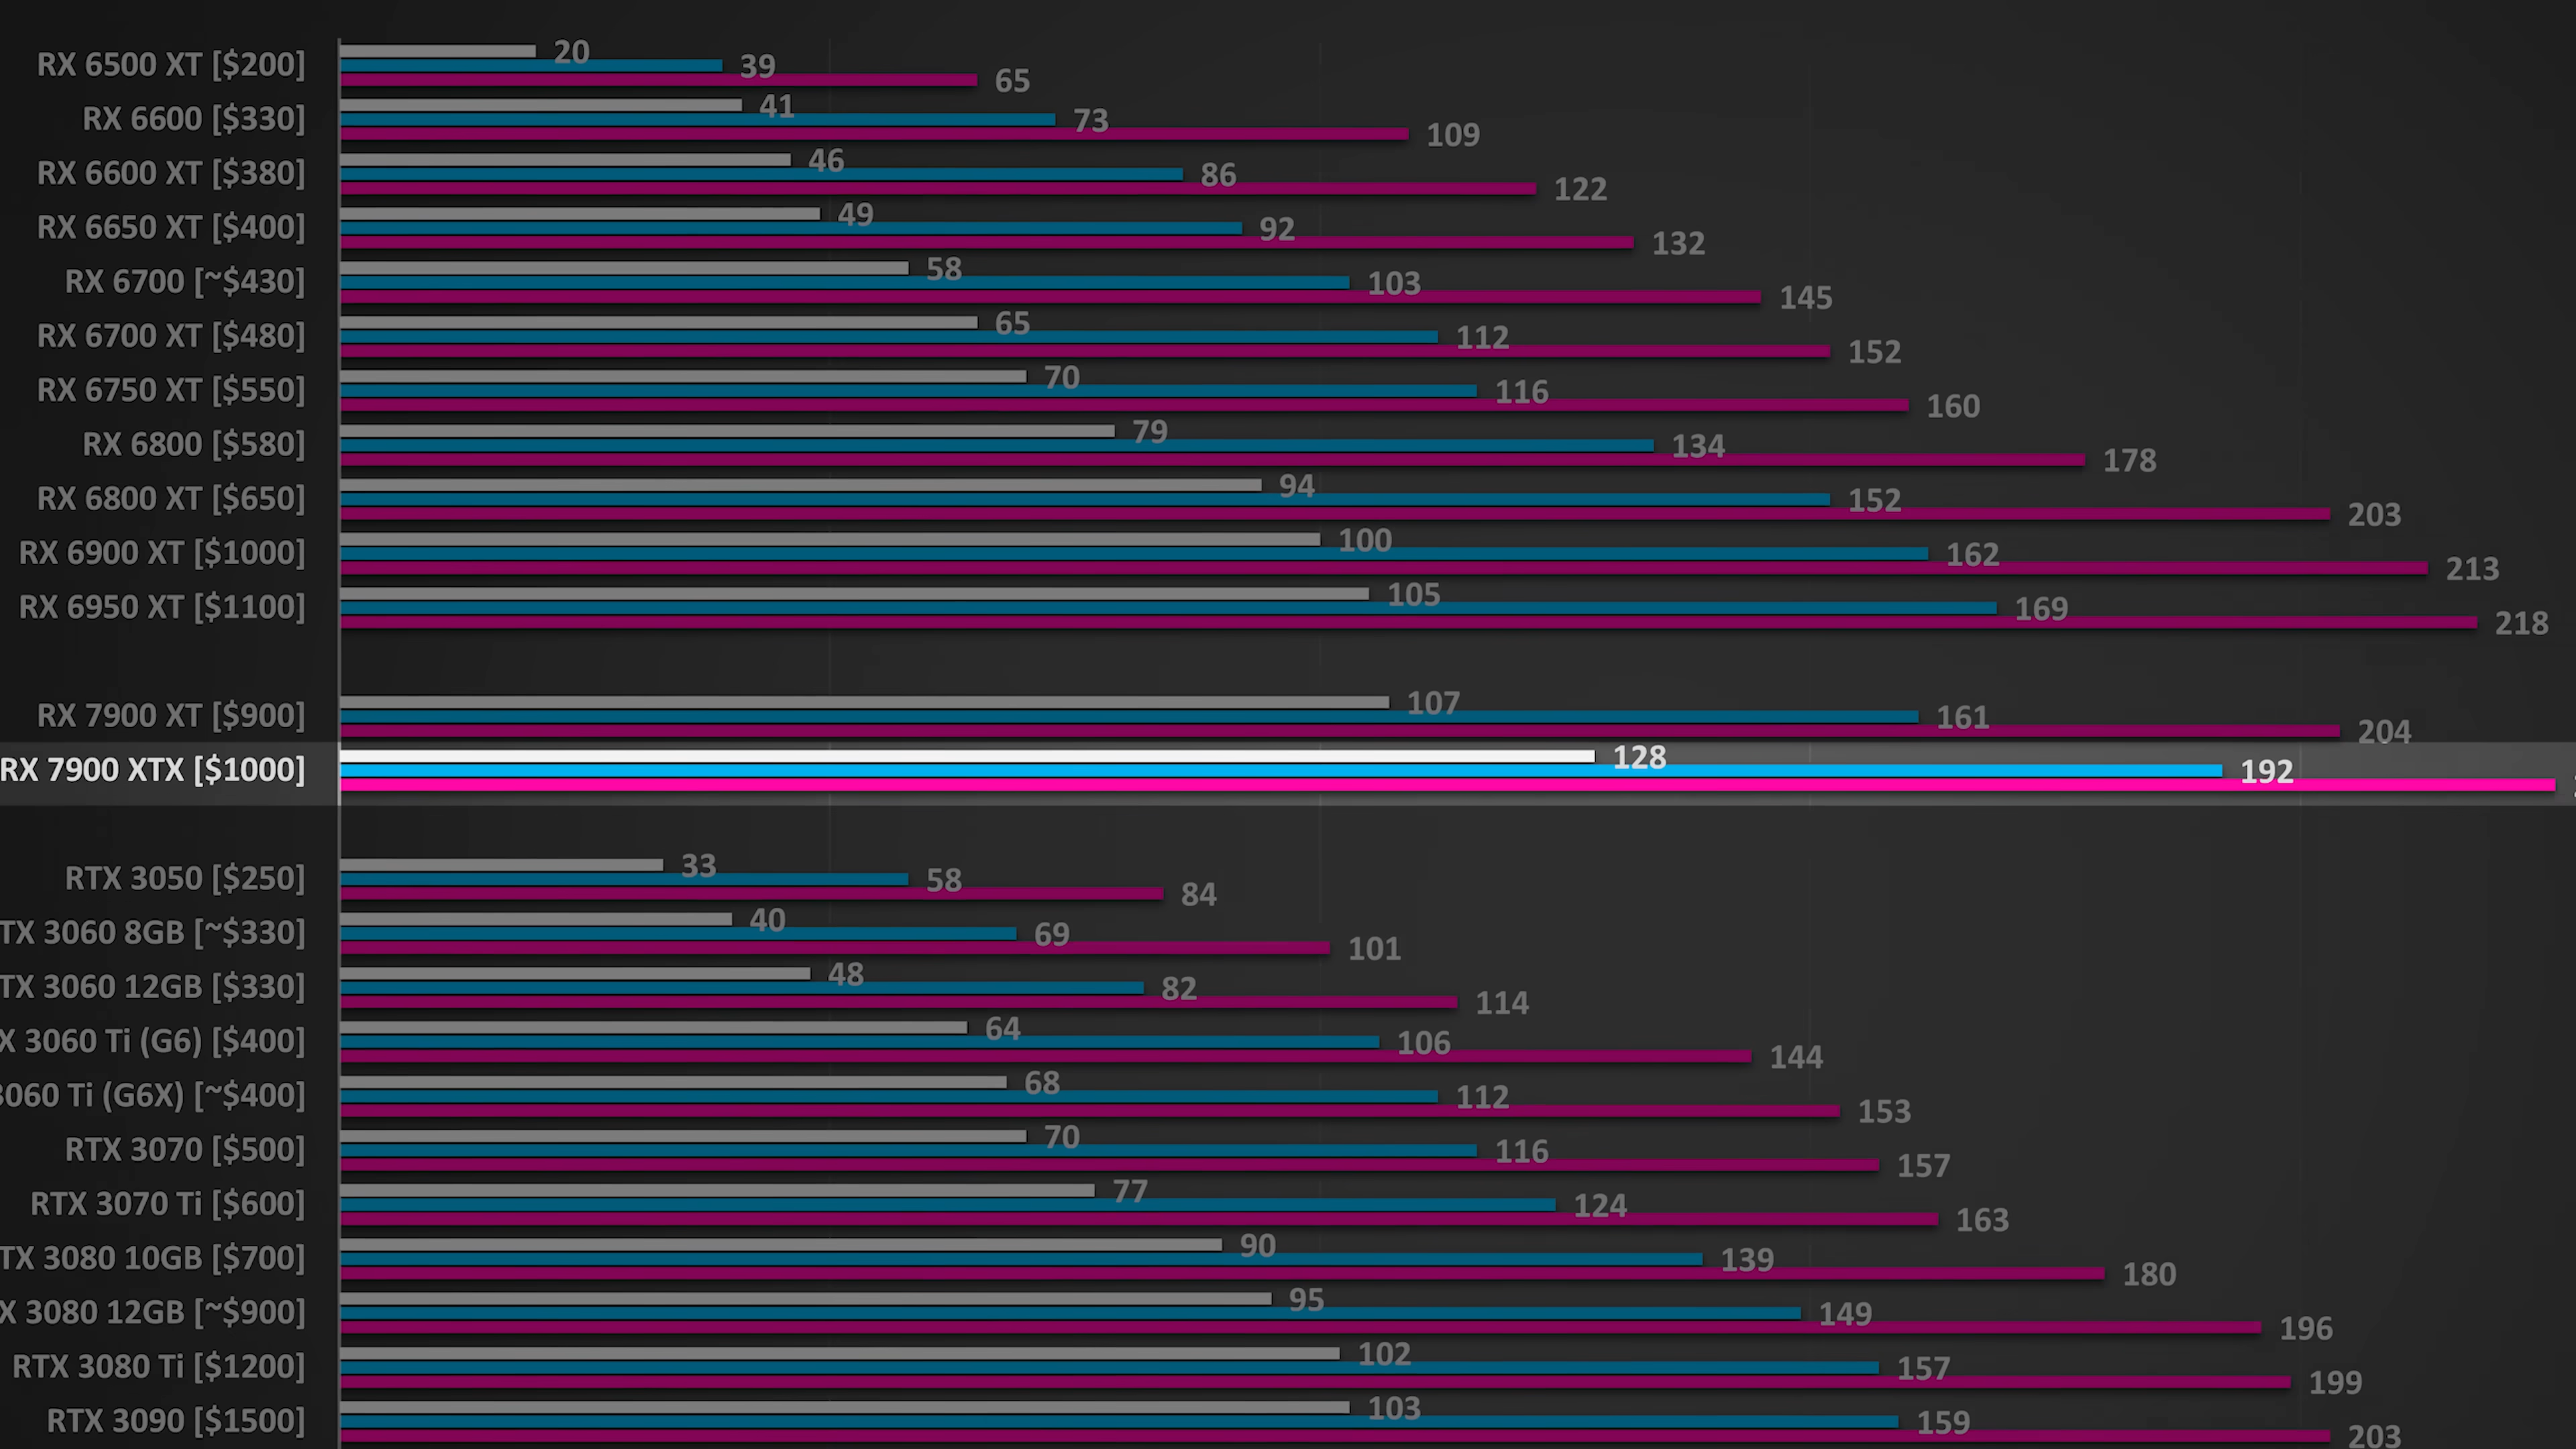 RX 6500 XT [$200] 20 39 65
RX 6600 [$330] 41 73 109
RX 6600 XT [$380] 46 86 122
RX 6650 XT [$400] 49 92 132
RX 6700 [~$430] 58 103 145
RX 6700 XT [$480] 65 112 152
RX 6750 XT [$550] 70 116 160
RX 6800 [$580] 79 134 178
RX 6800 XT [$650] 94 152 203
RX 6900 XT [$1000] 100 162 213
RX 6950 XT [$1100] 105 169 218
RX 7900 XT [$900] 107 161 204
RX 7900 XTX [$1000] 128 192
RTX 3050 [$250] 33 58 84
TX 3060 8GB [~$330] 40 69 101
TX 3060 12GB [$330] 48 82 114
X 3060 Ti (G6) [$400] 64 106 144
3060 Ti (G6X) [~$400] 68 112 153
RTX 3070 [$500] 70 116 157
RTX 3070 Ti [$600] 77 124 163
TX 3080 10GB [$700] 90 139 180
X 3080 12GB [~$900] 95 149 196
RTX 3080 Ti [$1200] 102 157 199
RTX 3090 [$1500] 103 159 203